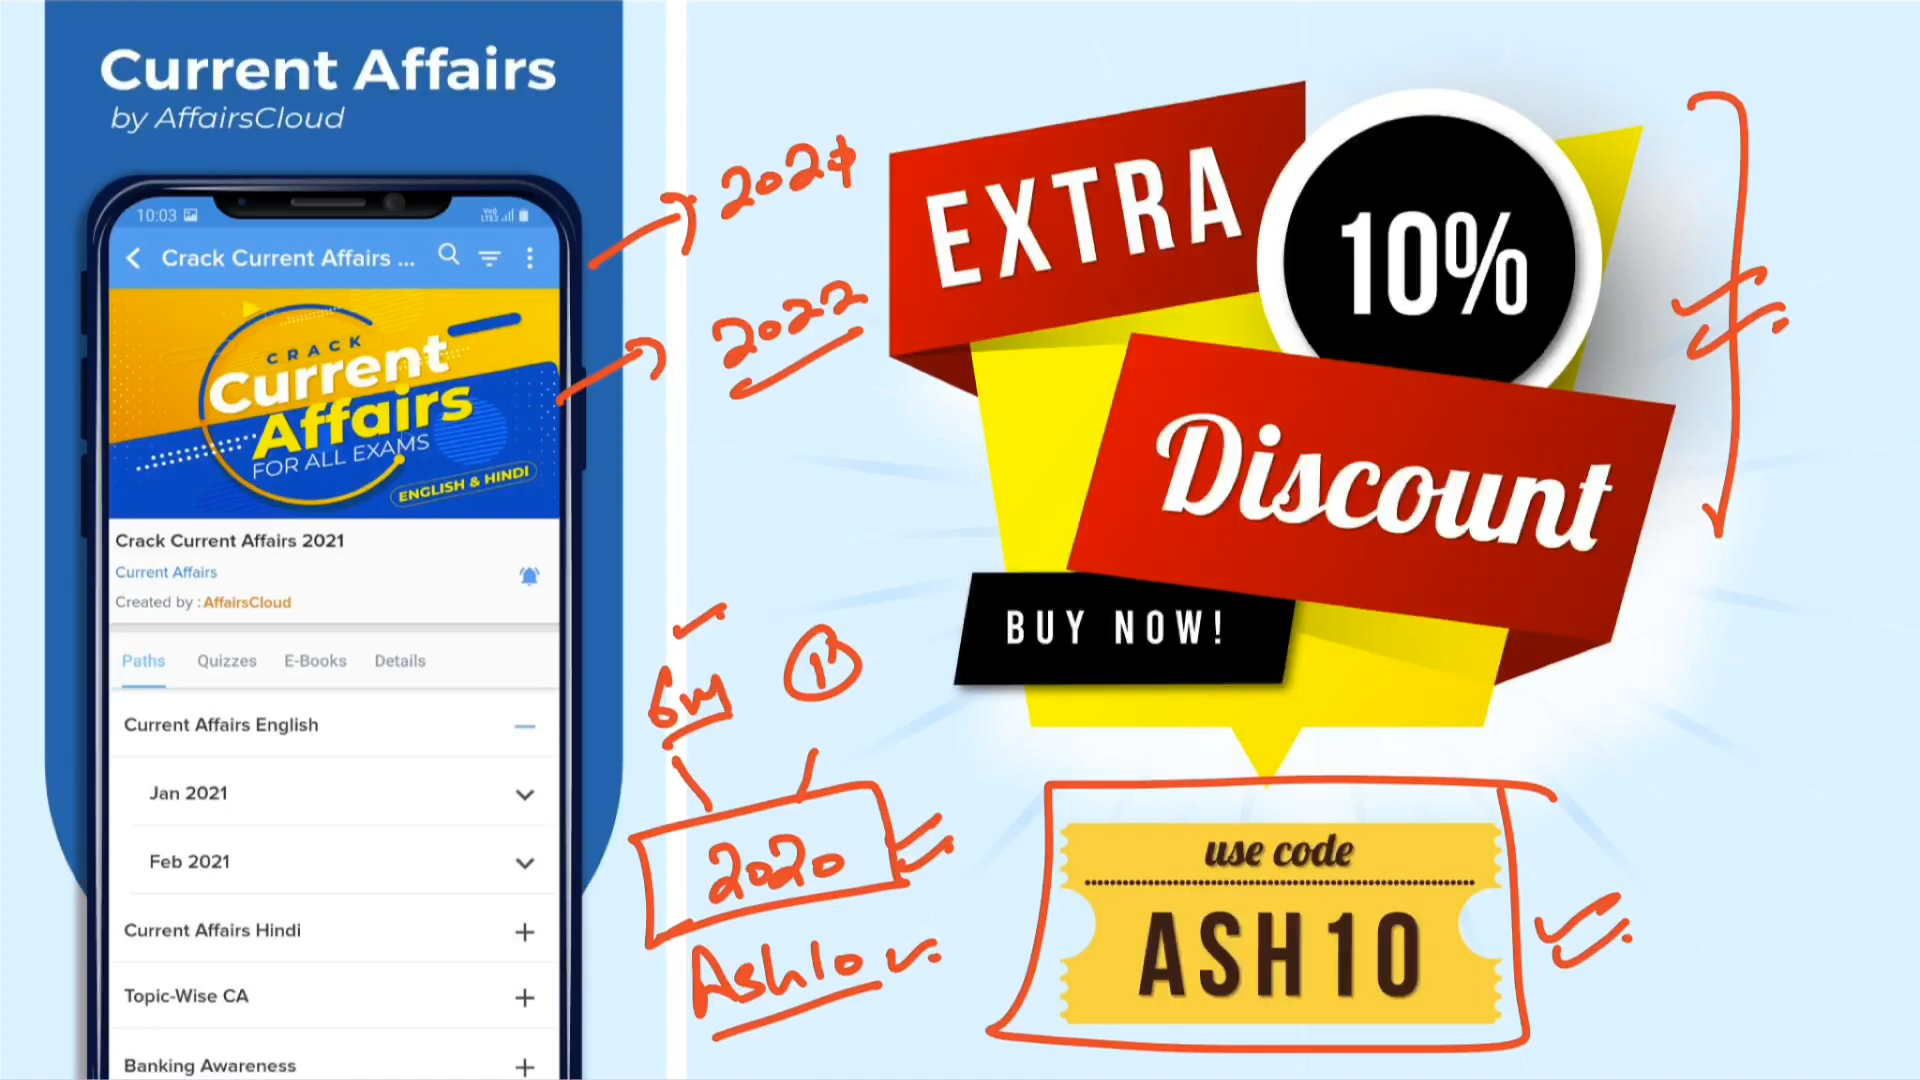 Current Affairs
by AffairsCloud
10:03
Crack Current Affairs ...
CRACK
Current
Affairs
FOR ALL EXAMS
ENGLISH & HINDI
Crack Current Affairs 2021
Current Affairs
Created by : AffairsCloud
Paths Quizzes E-Books Details
Current Affairs English
Jan 2021
Feb 2021
Current Affairs Hindi
Topic-Wise CA
Banking Awareness
2021
2022
6M
2020
Ash10
EXTRA
10%
Discount
BUY NOW!
use code
ASH10